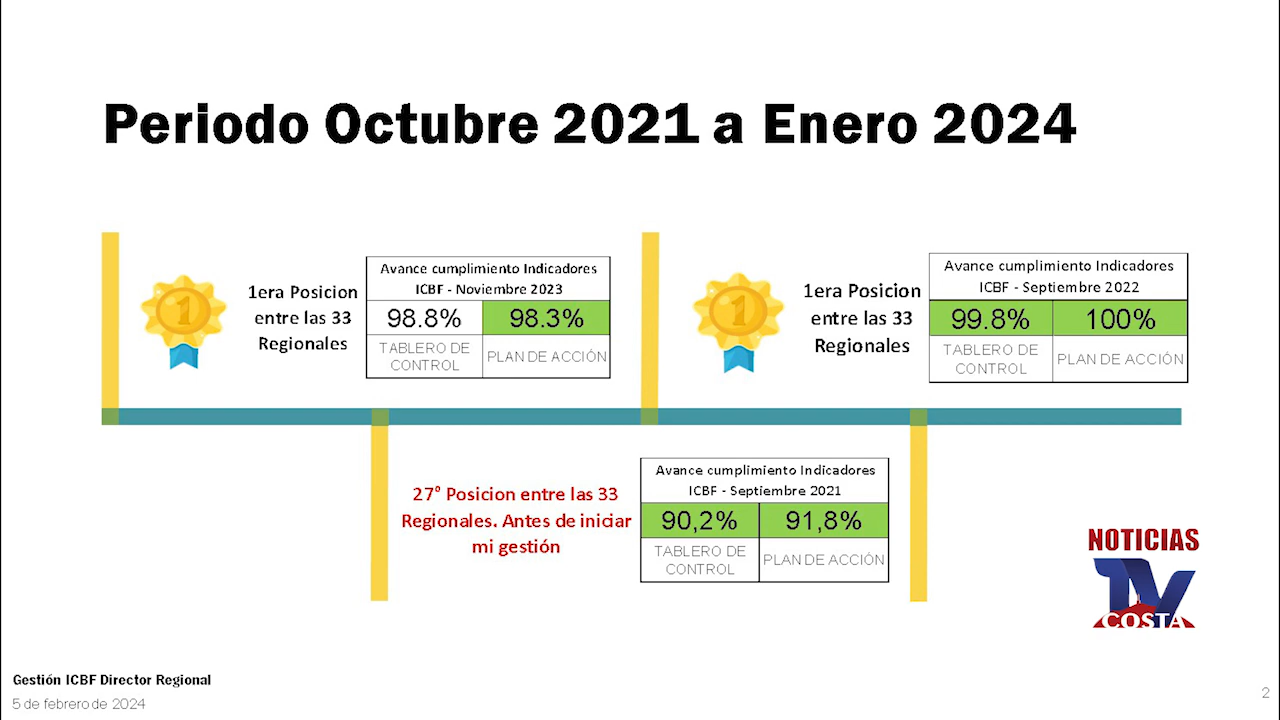 Periodo Octubre 2021 a Enero 2024
1
1era Posicion
entre las 33
Regionales
Avance cumplimiento Indicadores
ICBF - Noviembre 2023
98.8% 98.3%
TABLERO DE
CONTROL
PLAN DE ACCIÓN
1
1era Posicion
entre las 33
Regionales
Avance cumplimiento Indicadores
ICBF - Septiembre 2022
99.8% 100%
TABLERO DE
CONTROL
PLAN DE ACCIÓN
27° Posicion entre las 33
Regionales. Antes de iniciar
mi gestión
Avance cumplimiento Indicadores
ICBF - Septiembre 2021
90,2% 91,8%
TABLERO DE
CONTROL
PLAN DE ACCIÓN
NOTICIAS
TV
COSTA
Gestión ICBF Director Regional
5 de febrero de 2024
2